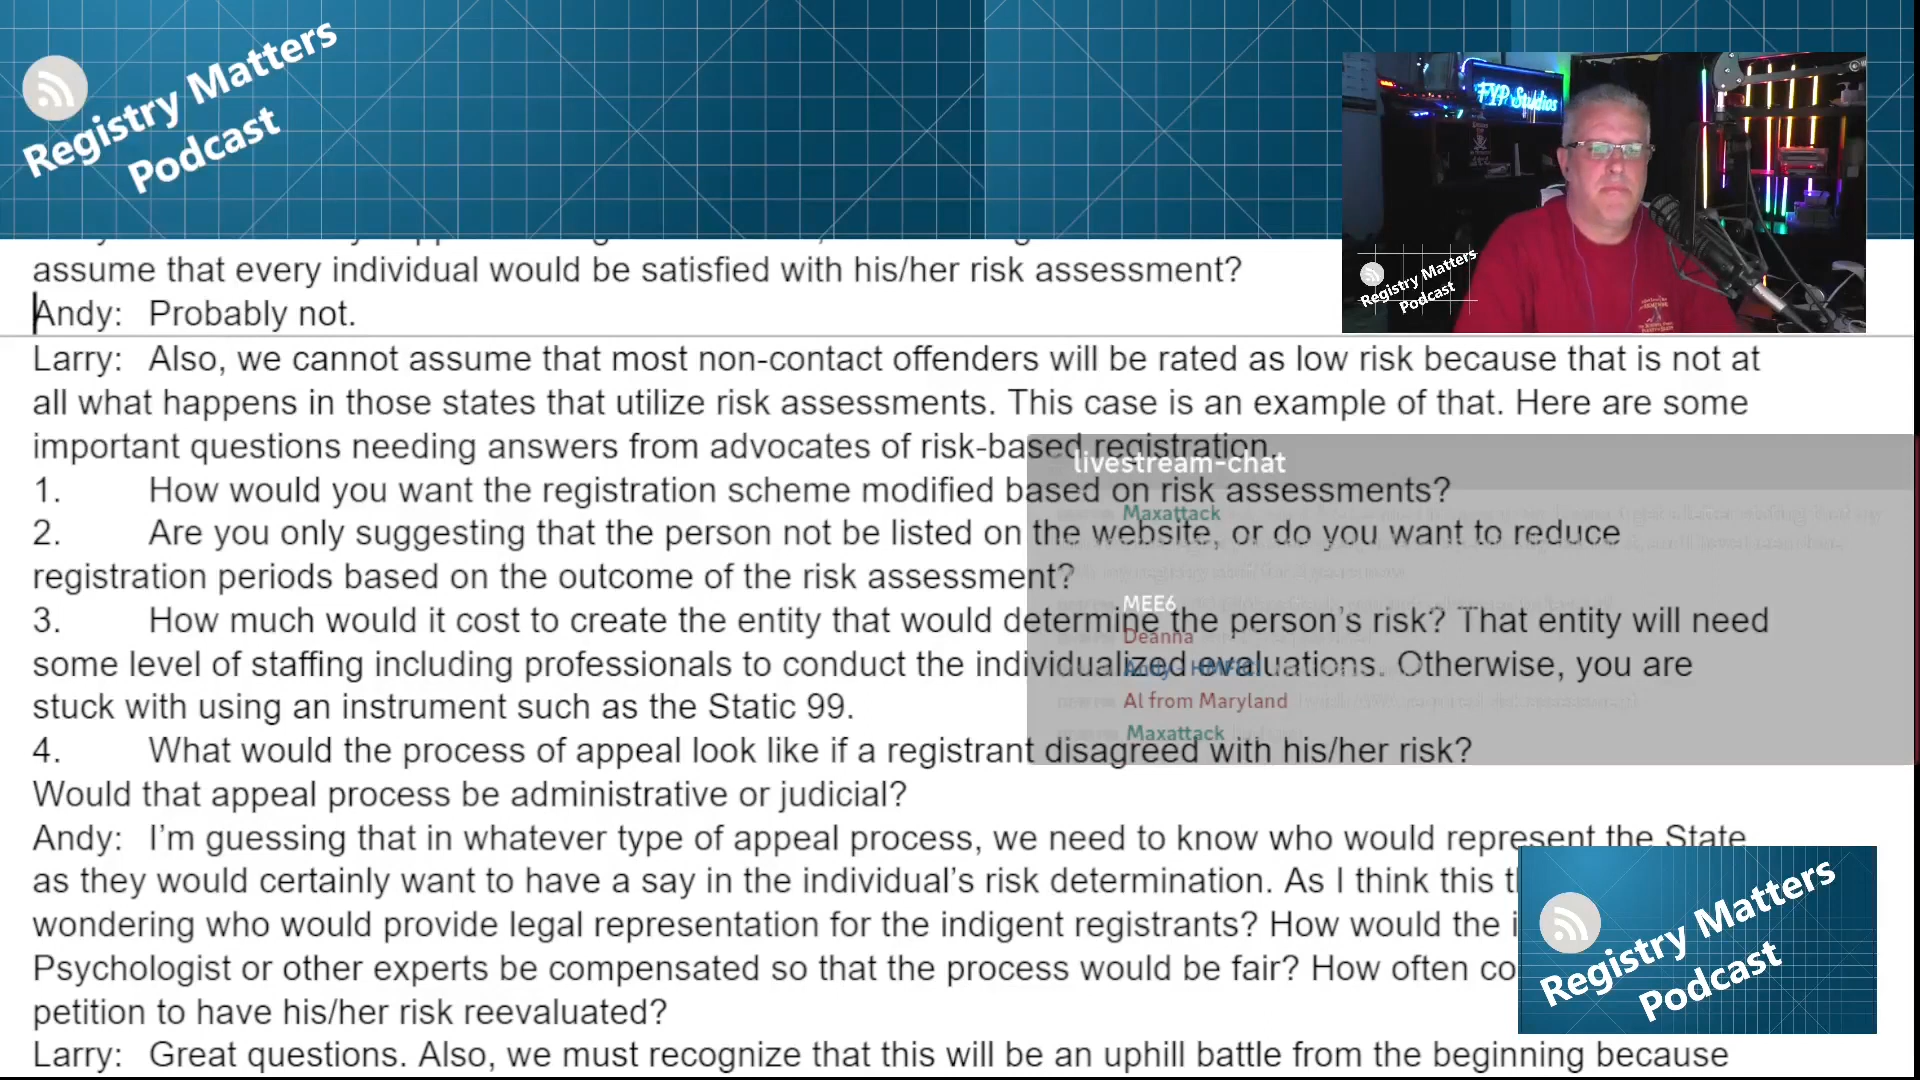 Registry Matters
Podcast
FYP Studios
Registry Matters
Podcast
assume that every individual would be satisfied with his/her risk assessment?
Andy: Probably not.
Larry: Also, we cannot assume that most non-contact offenders will be rated as low risk because that is not at
all what happens in those states that utilize risk assessments. This case is an example of that. Here are some
important questions needing answers from advocates of risk-based registration.
livestream-chat
1. How would you want the registration scheme modified based on risk assessments?
Maxattack
2. Are you only suggesting that the person not be listed on the website, or do you want to reduce
registration periods based on the outcome of the risk assessment?
MEE6
3. How much would it cost to create the entity that would determine the person's risk? That entity will need
Deanna
some level of staffing including professionals to conduct the individualized evaluations. Otherwise, you are
Al from Maryland
stuck with using an instrument such as the Static 99.
Maxattack
4. What would the process of appeal look like if a registrant disagreed with his/her risk?
Would that appeal process be administrative or judicial?
Andy: I'm guessing that in whatever type of appeal process, we need to know who would represent the State
as they would certainly want to have a say in the individual's risk determination. As I think this
wondering who would provide legal representation for the indigent registrants? How would the
Psychologist or other experts be compensated so that the process would be fair? How often
petition to have his/her risk reevaluated?
Larry: Great questions. Also, we must recognize that this will be an uphill battle from the beginning because
Registry Matters
Podcast